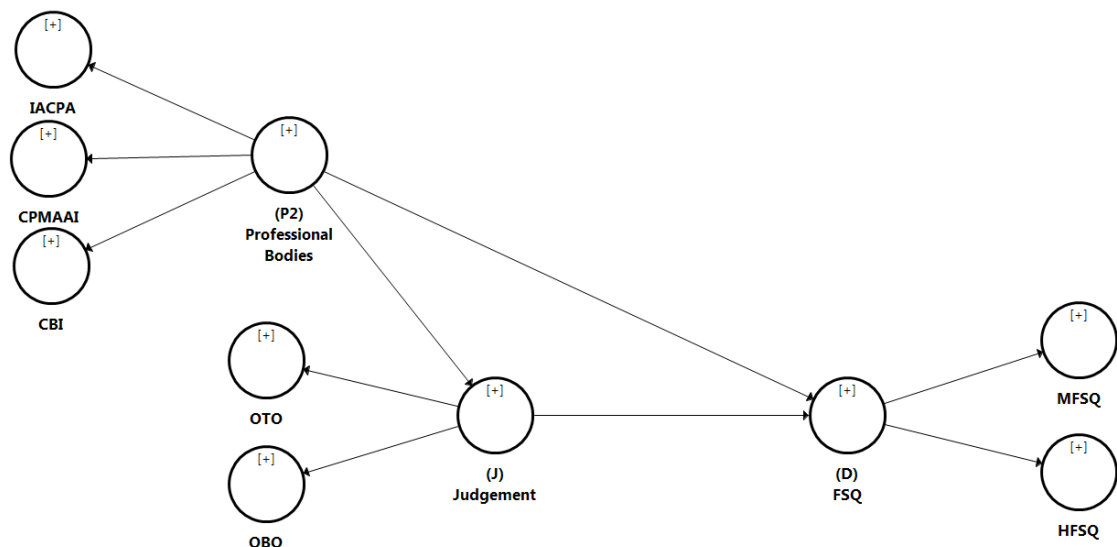 [+]
IACPA
[+]
CPMAAI
[+]
CBI
[+]
(P2)
Professional
Bodies
[+]
OTO
[+]
OBO
[+]
(J)
Judgement
[+]
(D)
FSQ
[+]
MFSQ
[+]
HFSQ